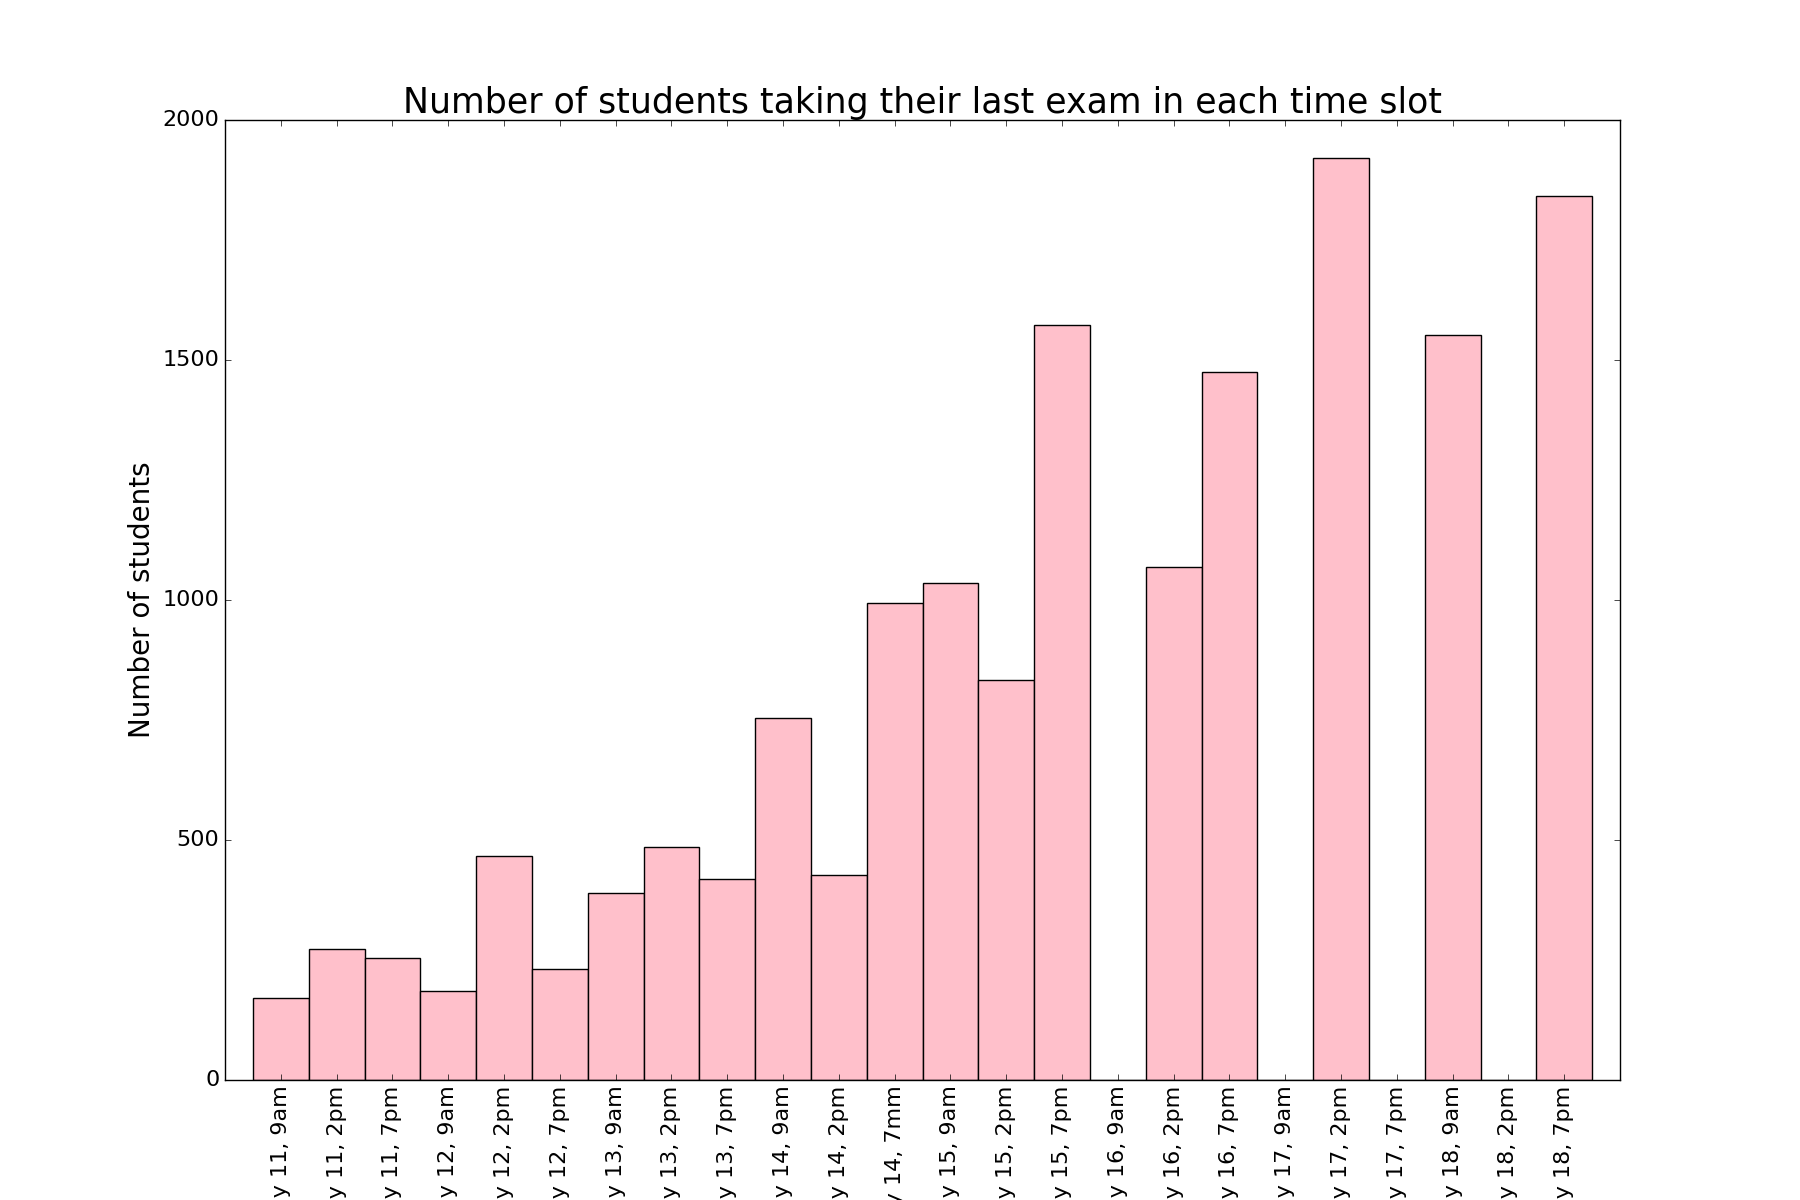 Number of students taking their last exam in each time slot
Number of students
2000
1500
1000
500
0
y 11, 9am
y 11, 2pm
y 11, 7pm
y 12, 9am
y 12, 2pm
y 12, 7pm
y 13, 9am
y 13, 2pm
y 13, 7pm
y 14, 9am
y 14, 2pm
y 14, 7mm
y 15, 9am
y 15, 2pm
y 15, 7pm
y 16, 9am
y 16, 2pm
y 16, 7pm
y 17, 9am
y 17, 2pm
y 17, 7pm
y 18, 9am
y 18, 2pm
y 18, 7pm